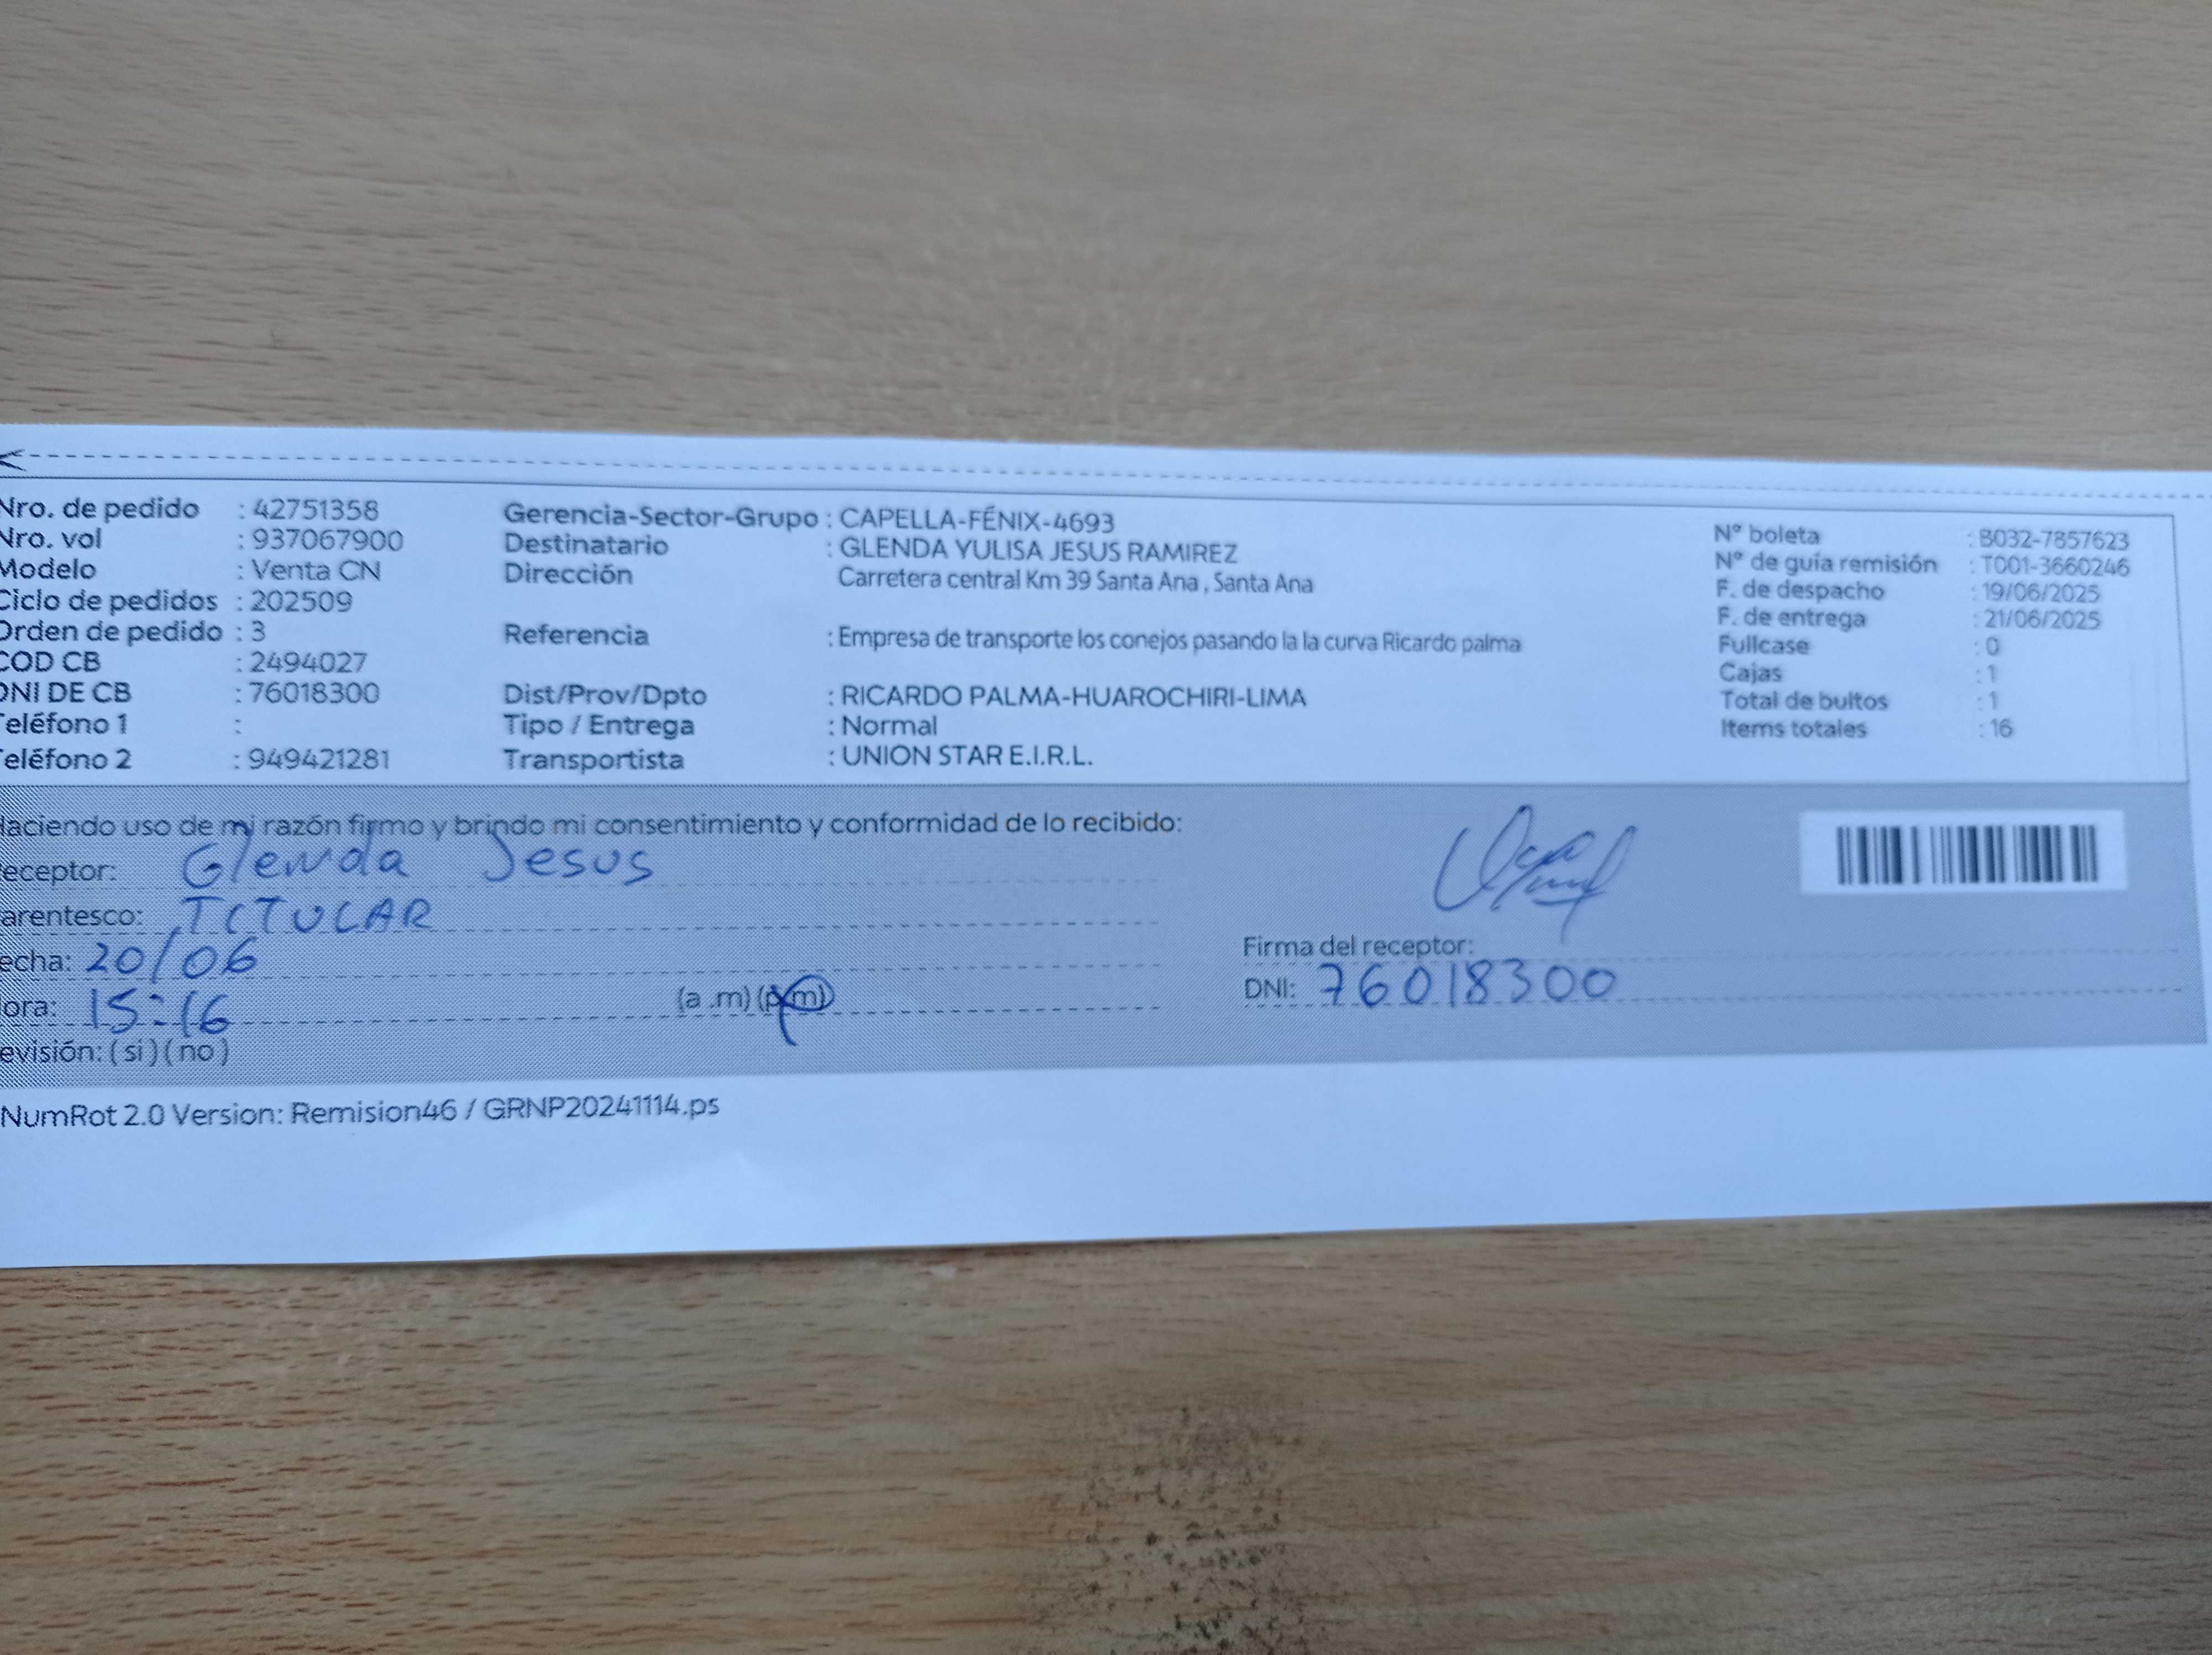 Nro. de pedido : 42751358
Nro. vol : 937067900
Modelo : Venta CN
Ciclo de pedidos : 202509
Orden de pedido : 3
COD CB : 2494027
DNI DE CB : 76018300
Teléfono 1 :
Teléfono 2 : 949421281
Gerencia-Sector-Grupo : CAPELLA-FÉNIX-4693
Destinatario : GLENDA YULISA JESUS RAMIREZ
Dirección Carretera central Km 39 Santa Ana , Santa Ana
Referencia : Empresa de transporte los conejos pasando la la curva Ricardo palma
Dist/Prov/Dpto : RICARDO PALMA-HUAROCHIRI-LIMA
Tipo / Entrega : Normal
Transportista : UNION STAR E.I.R.L.
N° boleta : B032-7857623
N° de guía remisión : T001-3660246
F. de despacho : 19/06/2025
F. de entrega : 21/06/2025
Fullcase : 0
Cajas : 1
Total de bultos : 1
Items totales : 16
Haciendo uso de mi razón firmo y brindo mi consentimiento y conformidad de lo recibido:
eceptor: Glenda Jesus
arentesco: TITULAR
echa: 20/06
ora: 15:16 (a .m) (p.m)
evisión: ( si ) ( no )
Firma del receptor:
DNI: 76018300
NumRot 2.0 Version: Remision46 / GRNP20241114.ps